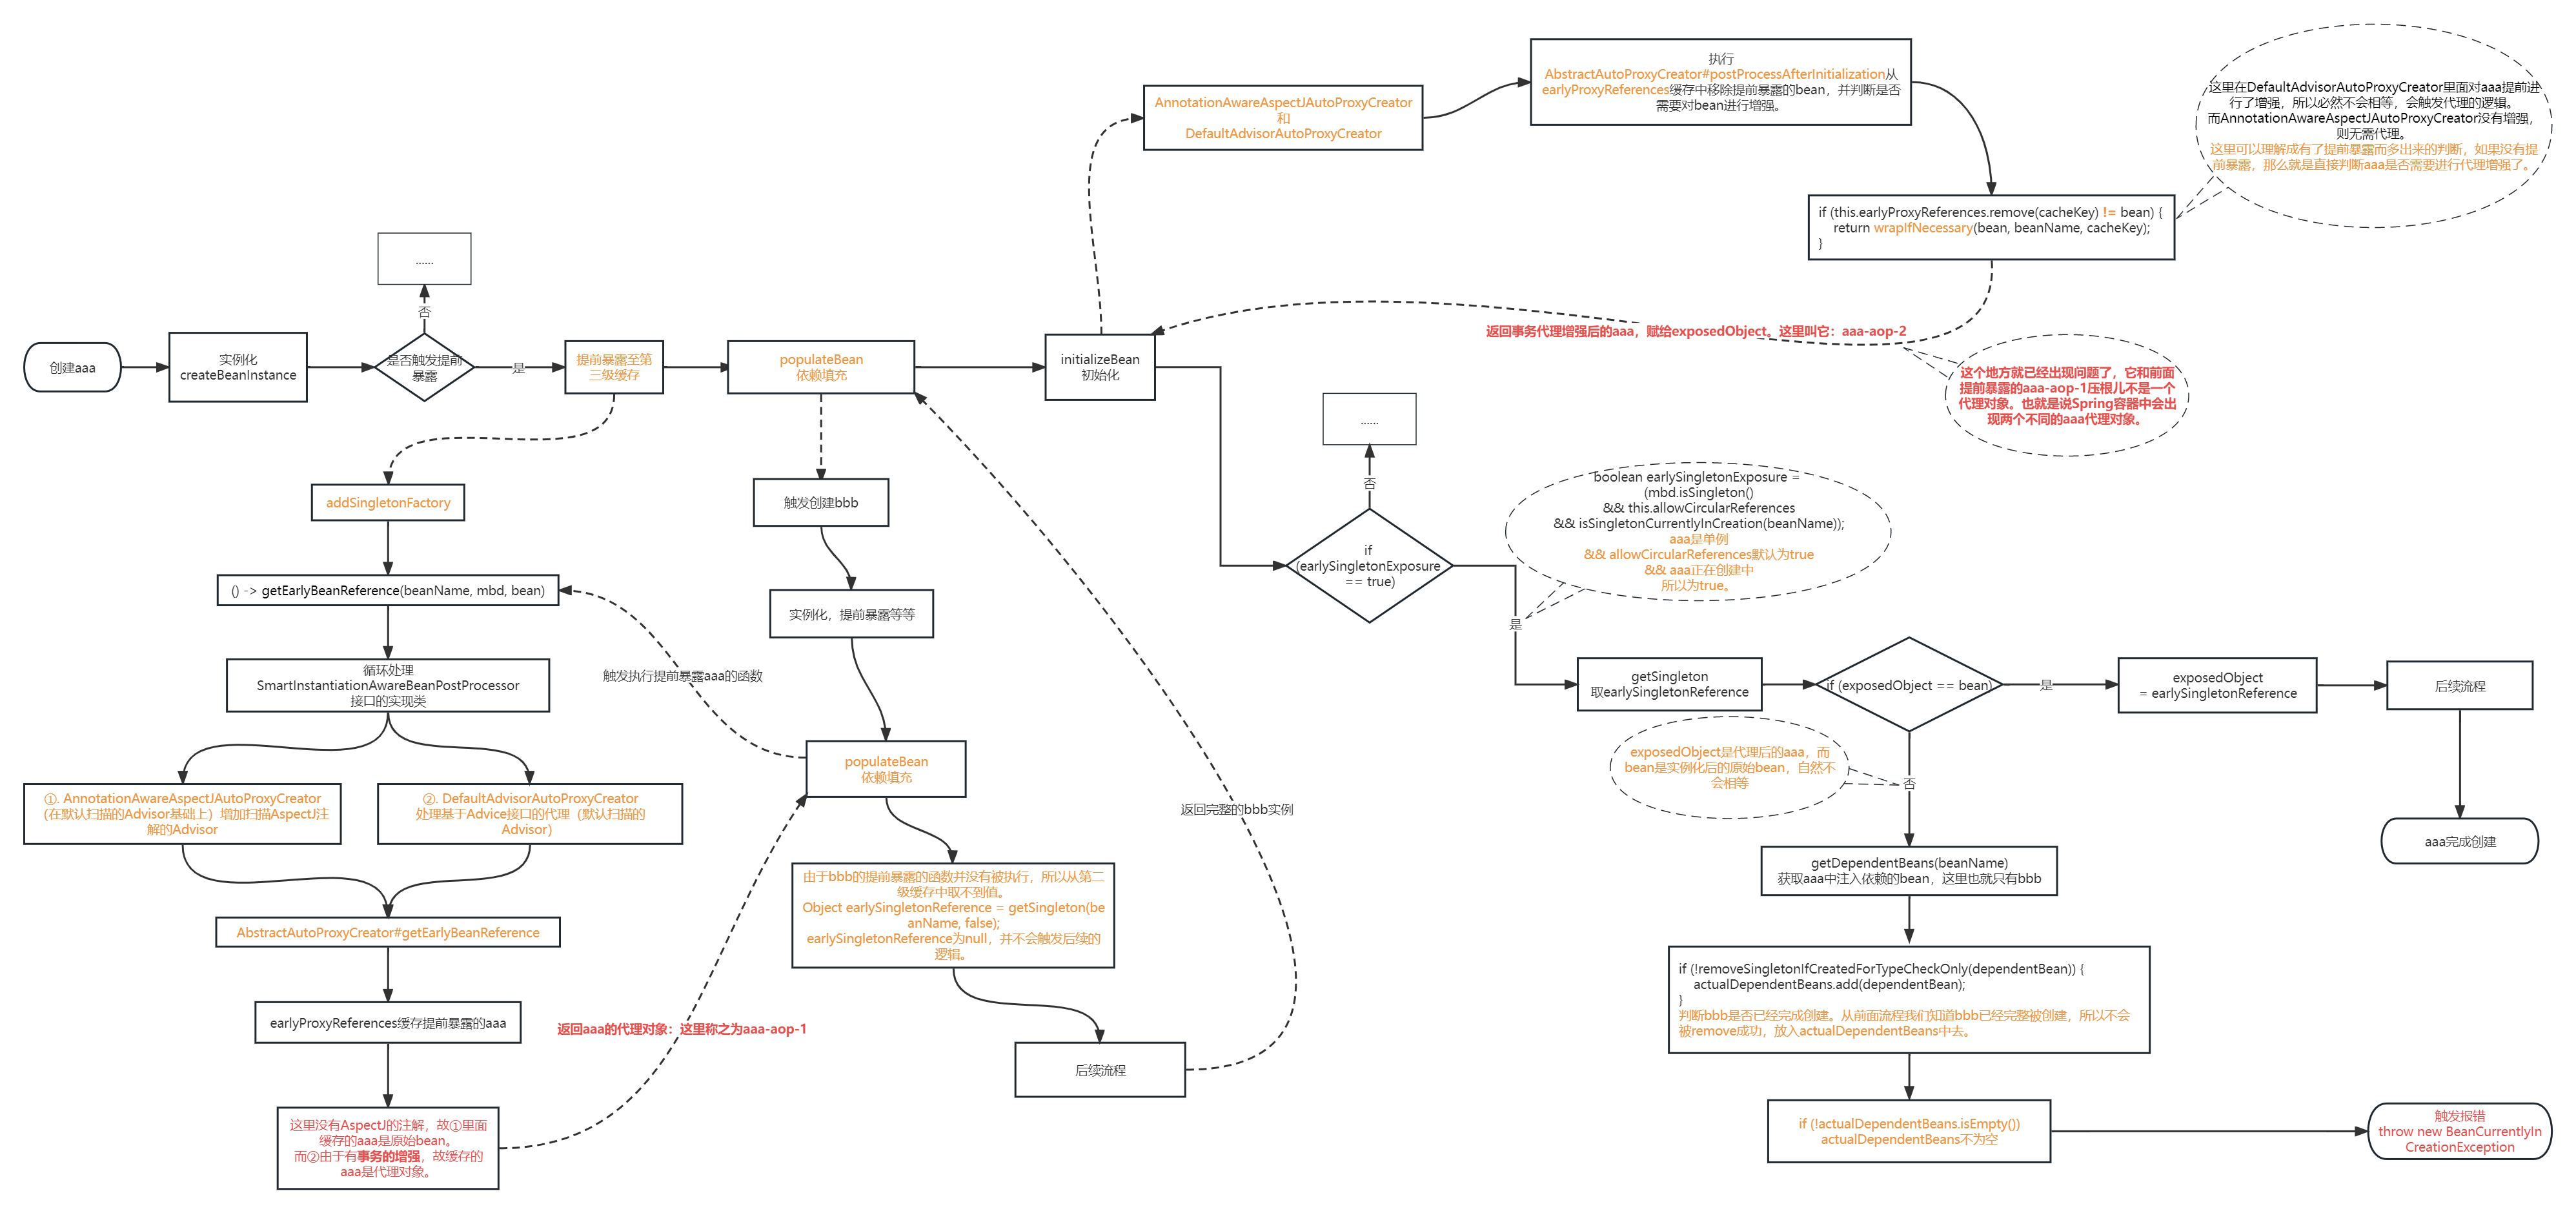 创建aaa
实例化
createBeanInstance
是否触发提前
暴露
否
......
是
提前暴露至第
三级缓存
populateBean
依赖填充
initializeBean
初始化
AnnotationAwareAspectJAutoProxyCreator
和
DefaultAdvisorAutoProxyCreator
执行
AbstractAutoProxyCreator#postProcessAfterInitialization从
earlyProxyReferences缓存中移除提前暴露的bean，并判断是否
需要对bean进行增强。
if (this.earlyProxyReferences.remove(cacheKey) != bean) {
return wrapIfNecessary(bean, beanName, cacheKey);
}
这里在DefaultAdvisorAutoProxyCreator里面对aaa提前进
行了增强，所以必然不会相等，会触发代理的逻辑。
而AnnotationAwareAspectJAutoProxyCreator没有增强，
则无需代理。
这里可以理解成有了提前暴露而多出来的判断，如果没有提
前暴露，那么就是直接判断aaa是否需要进行代理增强了。
返回事务代理增强后的aaa，赋给exposedObject。这里叫它：aaa-aop-2
这个地方就已经出现问题了，它和前面
提前暴露的aaa-aop-1压根儿不是一个
代理对象。也就是说Spring容器中会出
现两个不同的aaa代理对象。
addSingletonFactory
() -> getEarlyBeanReference(beanName, mbd, bean)
循环处理
SmartInstantiationAwareBeanPostProcessor
接口的实现类
①. AnnotationAwareAspectJAutoProxyCreator
（在默认扫描的Advisor基础上）增加扫描AspectJ注
解的Advisor
②. DefaultAdvisorAutoProxyCreator
处理基于Advice接口的代理（默认扫描的
Advisor）
AbstractAutoProxyCreator#getEarlyBeanReference
earlyProxyReferences缓存提前暴露的aaa
这里没有AspectJ的注解，故①里面
缓存的aaa是原始bean。
而②由于有事务的增强，故缓存的
aaa是代理对象。
返回aaa的代理对象：这里称之为aaa-aop-1
触发创建bbb
实例化，提前暴露等等
触发执行提前暴露aaa的函数
populateBean
依赖填充
由于bbb的提前暴露的函数并没有被执行，所以从第二
级缓存中取不到值。
Object earlySingletonReference = getSingleton(be
anName, false);
earlySingletonReference为null，并不会触发后续的
逻辑。
后续流程
返回完整的bbb实例
......
否
if
(earlySingletonExposure
== true)
boolean earlySingletonExposure =
(mbd.isSingleton()
&& this.allowCircularReferences
&& isSingletonCurrentlyInCreation(beanName));
aaa是单例
&& allowCircularReferences默认为true
&& aaa正在创建中
所以为true。
是
getSingleton
取earlySingletonReference
if (exposedObject == bean)
是
exposedObject
= earlySingletonReference
后续流程
aaa完成创建
exposedObject是代理后的aaa，而
bean是实例化后的原始bean，自然不
会相等
否
getDependentBeans(beanName)
获取aaa中注入依赖的bean，这里也就只有bbb
if (!removeSingletonIfCreatedForTypeCheckOnly(dependentBean)) {
actualDependentBeans.add(dependentBean);
}
判断bbb是否已经完成创建。从前面流程我们知道bbb已经完整被创建，所以不会
被remove成功，放入actualDependentBeans中去。
if (!actualDependentBeans.isEmpty())
actualDependentBeans不为空
触发报错
throw new BeanCurrentlyIn
CreationException